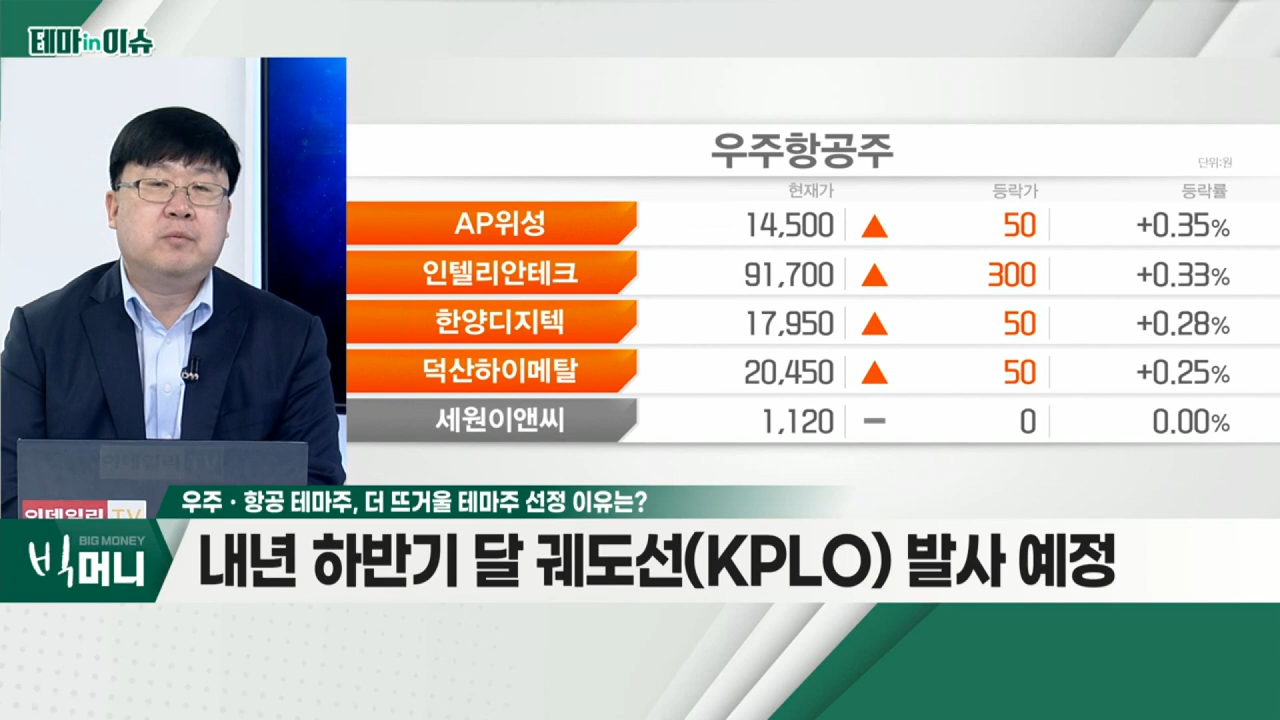 테마in이슈
우주항공주
단위:원
현재가 등락가 등락률
AP위성 14,500 ▲ 50 +0.35%
인텔리안테크 91,700 ▲ 300 +0.33%
한양디지텍 17,950 ▲ 50 +0.28%
덕산하이메탈 20,450 ▲ 50 +0.25%
세원이앤씨 1,120 - 0 0.00%
이데일리 TV
우주·항공 테마주, 더 뜨거울 테마주 선정 이유는?
BIG MONEY
빅머니
내년 하반기 달 궤도선(KPLO) 발사 예정